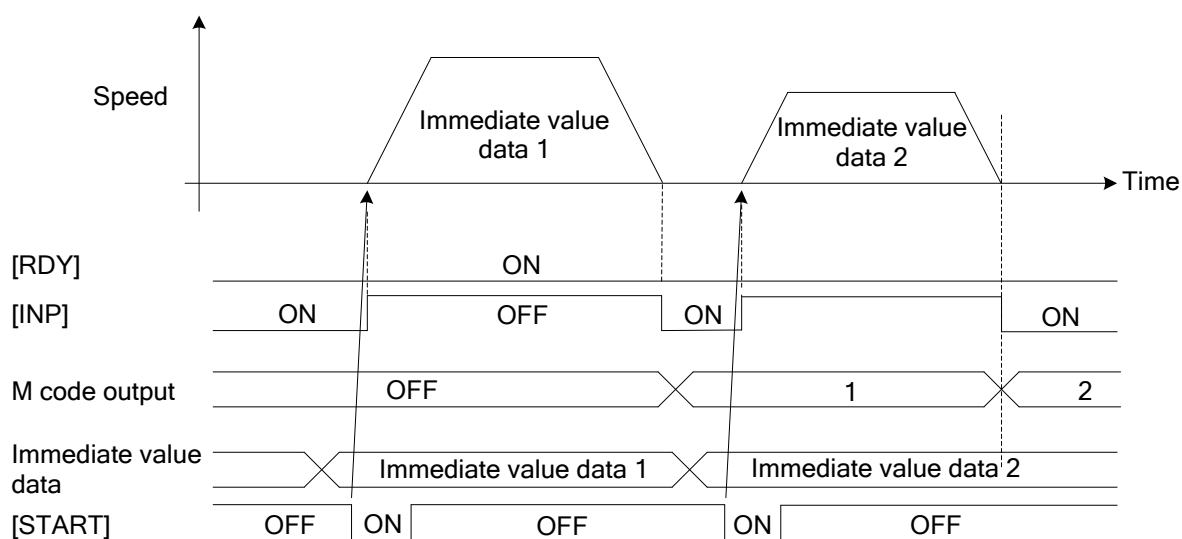 Speed
Immediate value
data 1
Immediate value
data 2
Time
[RDY]
ON
[INP]
ON
OFF
ON
ON
M code output
OFF
1
2
Immediate value
data
Immediate value data 1
Immediate value data 2
[START]
OFF
ON
OFF
ON
OFF